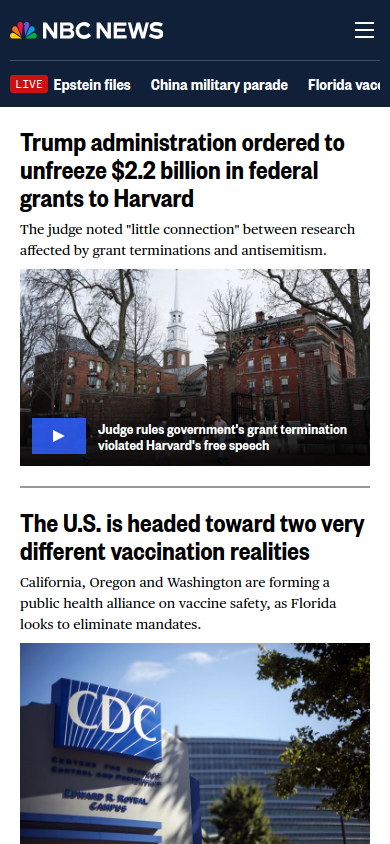 NBC NEWS
LIVE Epstein files China military parade Florida vacc
Trump administration ordered to
unfreeze $2.2 billion in federal
grants to Harvard
The judge noted "little connection" between research
affected by grant terminations and antisemitism.
Judge rules government's grant termination
violated Harvard's free speech
The U.S. is headed toward two very
different vaccination realities
California, Oregon and Washington are forming a
public health alliance on vaccine safety, as Florida
looks to eliminate mandates.
CDC
CENTERS FOR DISEASE
CONTROL AND PREVENTION
EDWARD R. ROYBAL
CAMPUS